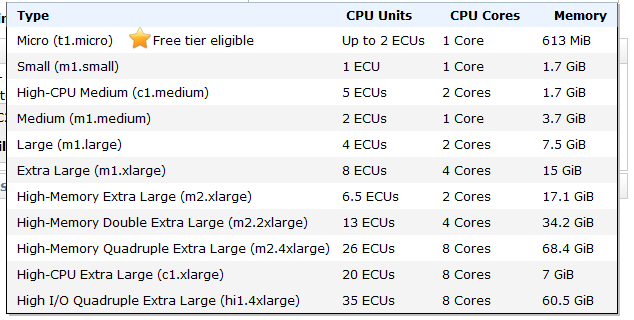 Type CPU Units CPU Cores Memory
Micro (t1.micro) Free tier eligible Up to 2 ECUs 1 Core 613 MiB
Small (m1.small) 1 ECU 1 Core 1.7 GiB
High-CPU Medium (c1.medium) 5 ECUs 2 Cores 1.7 GiB
Medium (m1.medium) 2 ECUs 1 Core 3.7 GiB
Large (m1.large) 4 ECUs 2 Cores 7.5 GiB
Extra Large (m1.xlarge) 8 ECUs 4 Cores 15 GiB
High-Memory Extra Large (m2.xlarge) 6.5 ECUs 2 Cores 17.1 GiB
High-Memory Double Extra Large (m2.2xlarge) 13 ECUs 4 Cores 34.2 GiB
High-Memory Quadruple Extra Large (m2.4xlarge) 26 ECUs 8 Cores 68.4 GiB
High-CPU Extra Large (c1.xlarge) 20 ECUs 8 Cores 7 GiB
High I/O Quadruple Extra Large (hi1.4xlarge) 35 ECUs 8 Cores 60.5 GiB